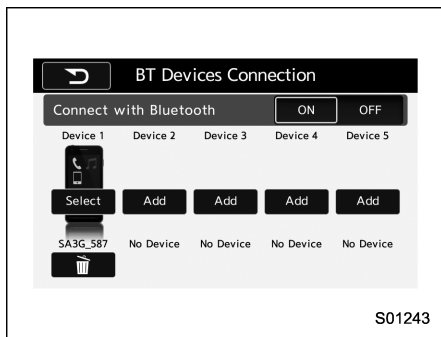 BT Devices Connection
Connect with Bluetooth ON OFF
Device 1 Device 2 Device 3 Device 4 Device 5
Select Add Add Add Add
SA3G_587 No Device No Device No Device No Device
S01243